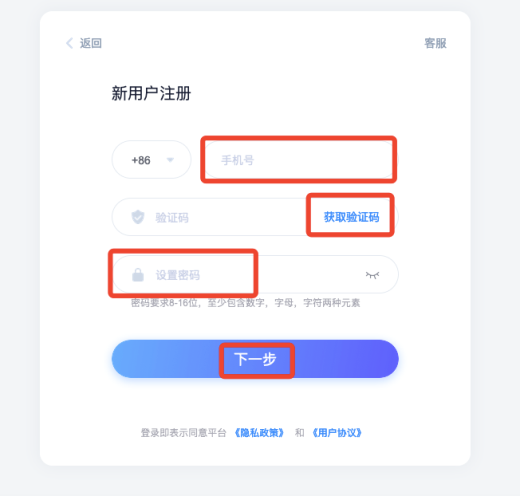 返回
客服
新用户注册
+86
手机号
验证码
获取验证码
设置密码
密码要求8-16位，至少包含数字，字母，字符两种元素
下一步
登录即表示同意平台 《隐私政策》 和 《用户协议》